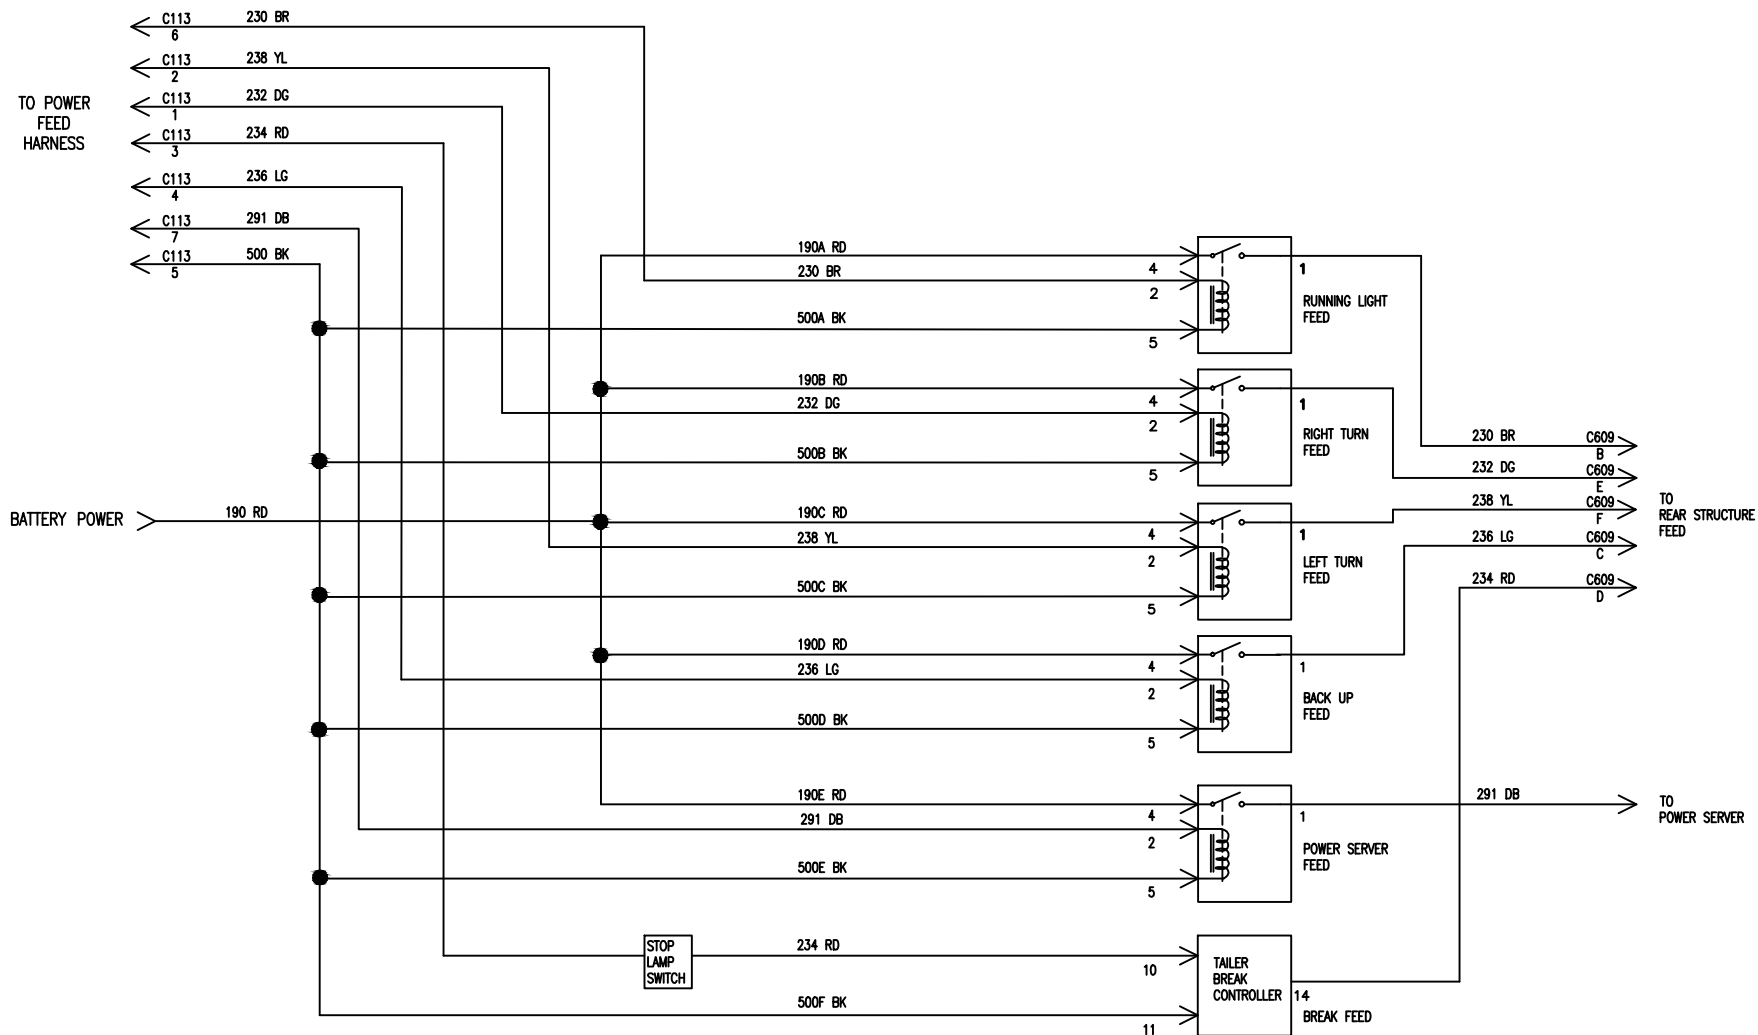 C113 230 BR
6
C113 238 YL
2
C113 232 DG
1
C113 234 RD
3
C113 236 LG
4
C113 291 DB
7
C113 500 BK
5
TO POWER
FEED
HARNESS
BATTERY POWER
190 RD
190A RD
4
230 BR
2
500A BK
5
1
RUNNING LIGHT
FEED
190B RD
4
232 DG
2
500B BK
5
1
RIGHT TURN
FEED
190C RD
4
238 YL
2
500C BK
5
1
LEFT TURN
FEED
190D RD
4
236 LG
2
500D BK
5
1
BACK UP
FEED
190E RD
4
291 DB
2
500E BK
5
1
POWER SERVER
FEED
STOP
LAMP
SWITCH
234 RD
10
500F BK
11
TAILER
BREAK
CONTROLLER
14
BREAK FEED
230 BR C609
B
232 DG C609
E
238 YL C609
F
236 LG C609
C
234 RD C609
D
TO
REAR STRUCTURE
FEED
291 DB
TO
POWER SERVER